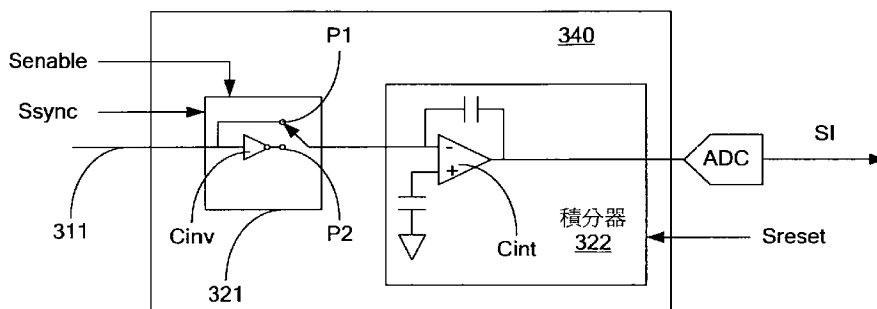 P1
340
Senable
Ssync
SI
ADC
-
+
積分器
322
311
Cinv
P2
Cint
Sreset
321